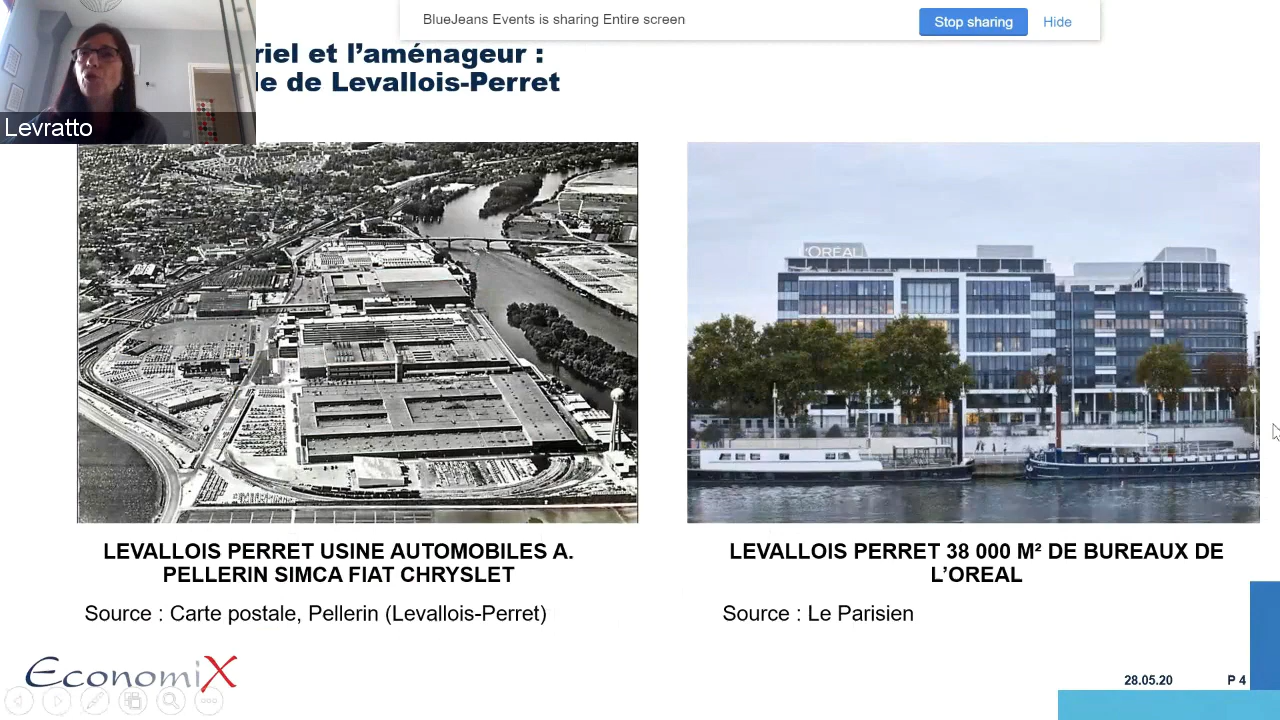 BlueJeans Events is sharing Entire screen
Stop sharing
Hide
riel et l’aménageur :
le de Levallois-Perret
Levratto
L'OREAL
LEVALLOIS PERRET USINE AUTOMOBILES A.
PELLERIN SIMCA FIAT CHRYSLET
Source : Carte postale, Pellerin (Levallois-Perret)
LEVALLOIS PERRET 38 000 M² DE BUREAUX DE
L’OREAL
Source : Le Parisien
EconomiX
28.05.20
P 4